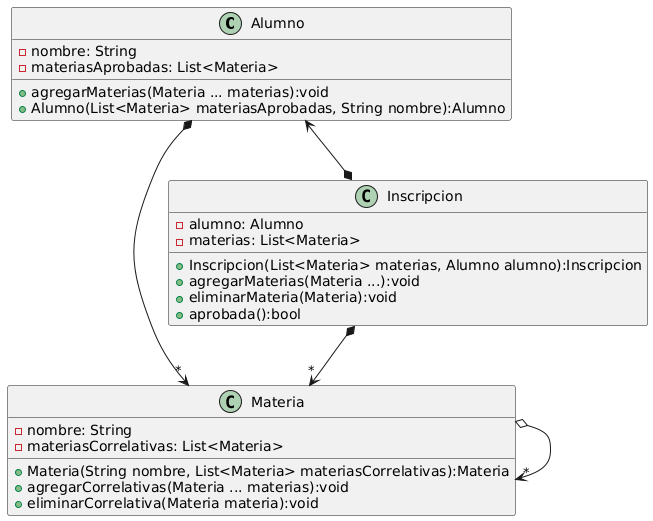 C Alumno
nombre: String
materiasAprobadas: List<Materia>
agregarMaterias(Materia ... materias):void
Alumno(List<Materia> materiasAprobadas, String nombre):Alumno
C Inscripcion
alumno: Alumno
materias: List<Materia>
Inscripcion(List<Materia> materias, Alumno alumno):Inscripcion
agregarMaterias(Materia ...):void
eliminarMateria(Materia):void
aprobada():bool
*
*
C Materia
nombre: String
materiasCorrelativas: List<Materia>
Materia(String nombre, List<Materia> materiasCorrelativas):Materia
agregarCorrelativas(Materia ... materias):void
eliminarCorrelativa(Materia materia):void
*